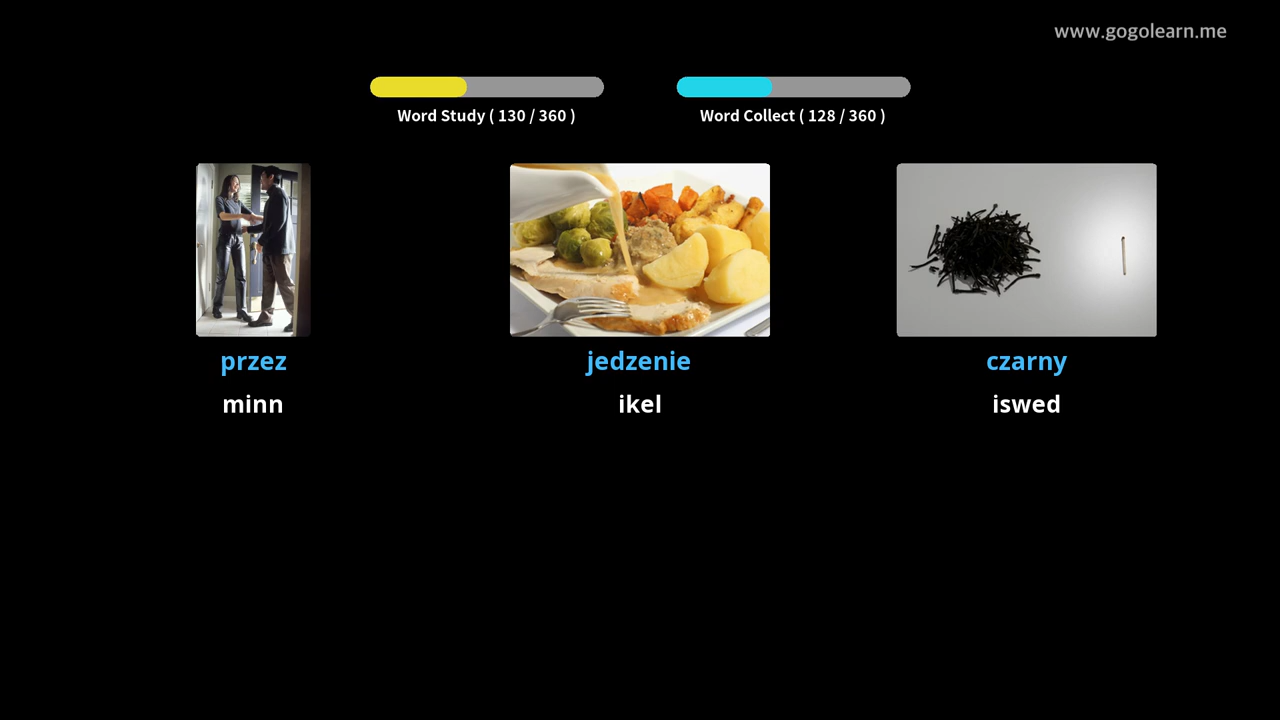 www.gogolearn.me
Word Study ( 130 / 360 )
Word Collect ( 128 / 360 )
przez
jedzenie
czarny
minn
ikel
iswed